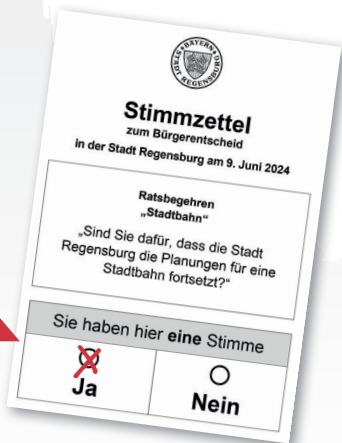 BAYERN
STADT REGENSBURG
Stimmzettel
zum Bürgerentscheid
in der Stadt Regensburg am 9. Juni 2024
Ratsbegehren
„Stadtbahn“
„Sind Sie dafür, dass die Stadt
Regensburg die Planungen für eine
Stadtbahn fortsetzt?“
Sie haben hier eine Stimme
Ja
Nein